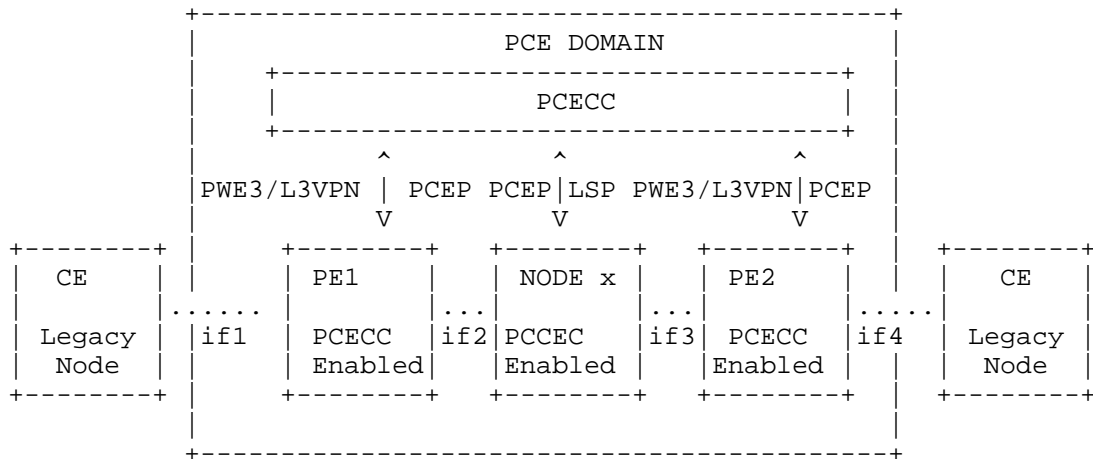 PCE DOMAIN
PCECC
PWE3/L3VPN | PCEP PCEP|LSP PWE3/L3VPN|PCEP
CE PE1 NODE x PE2 CE
...... ... ... .....
Legacy if1 PCECC if2 PCCEC if3 PCECC if4 Legacy
Node Enabled Enabled Enabled Node